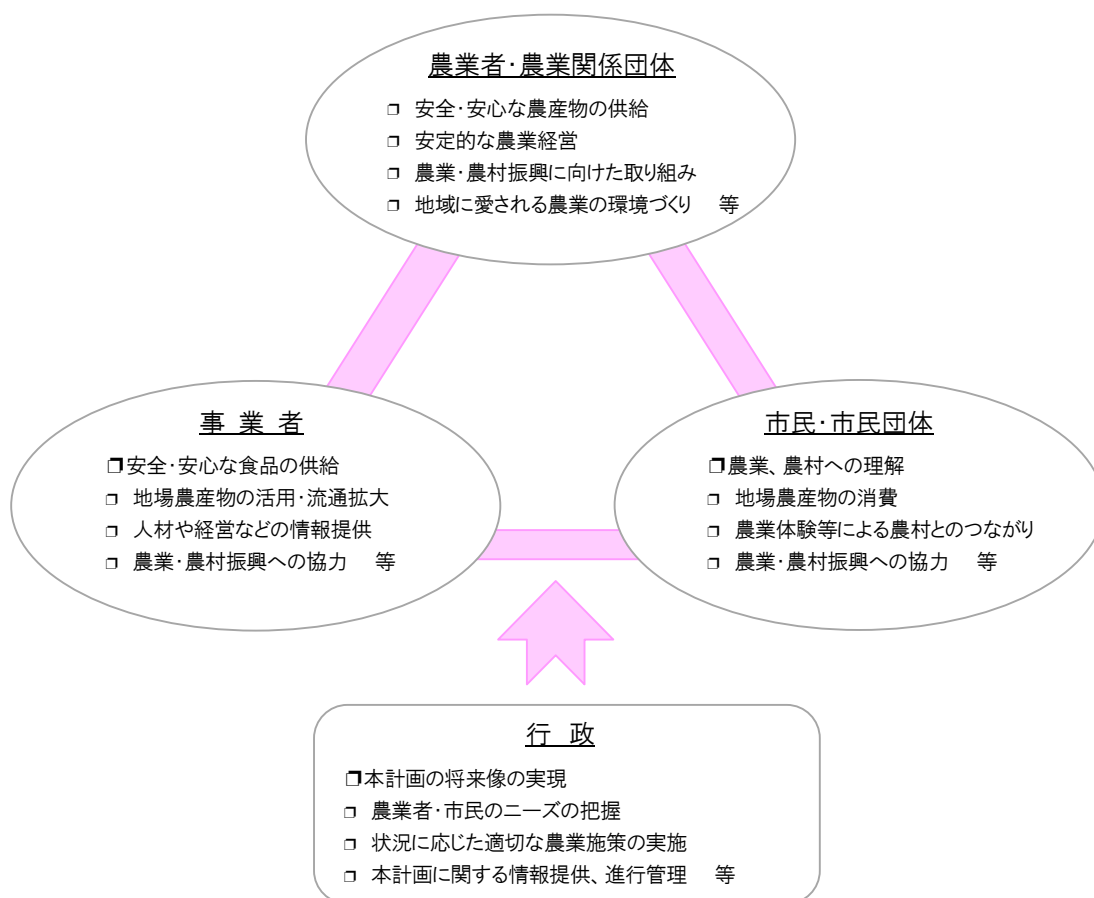 農業者・農業関係団体
❐ 安全・安心な農産物の供給
❐ 安定的な農業経営
❐ 農業・農村振興に向けた取り組み
❐ 地域に愛される農業の環境づくり 等
事 業 者
❐安全・安心な食品の供給
❐ 地場農産物の活用・流通拡大
❐ 人材や経営などの情報提供
❐ 農業・農村振興への協力 等
市民・市民団体
❐農業、農村への理解
❐ 地場農産物の消費
❐ 農業体験等による農村とのつながり
❐ 農業・農村振興への協力 等
行 政
❐本計画の将来像の実現
❐ 農業者・市民のニーズの把握
❐ 状況に応じた適切な農業施策の実施
❐ 本計画に関する情報提供、進行管理 等